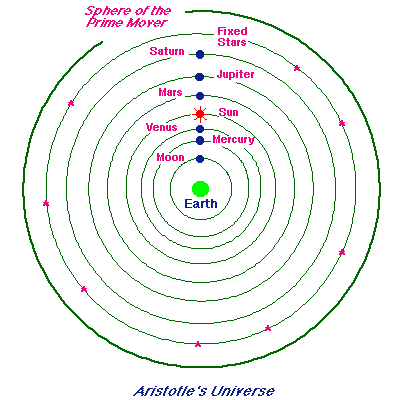 Sphere of the
Prime Mover
Fixed
Stars
Saturn
Jupiter
Mars
Sun
Venus
Mercury
Moon
Earth
Aristotle's Universe